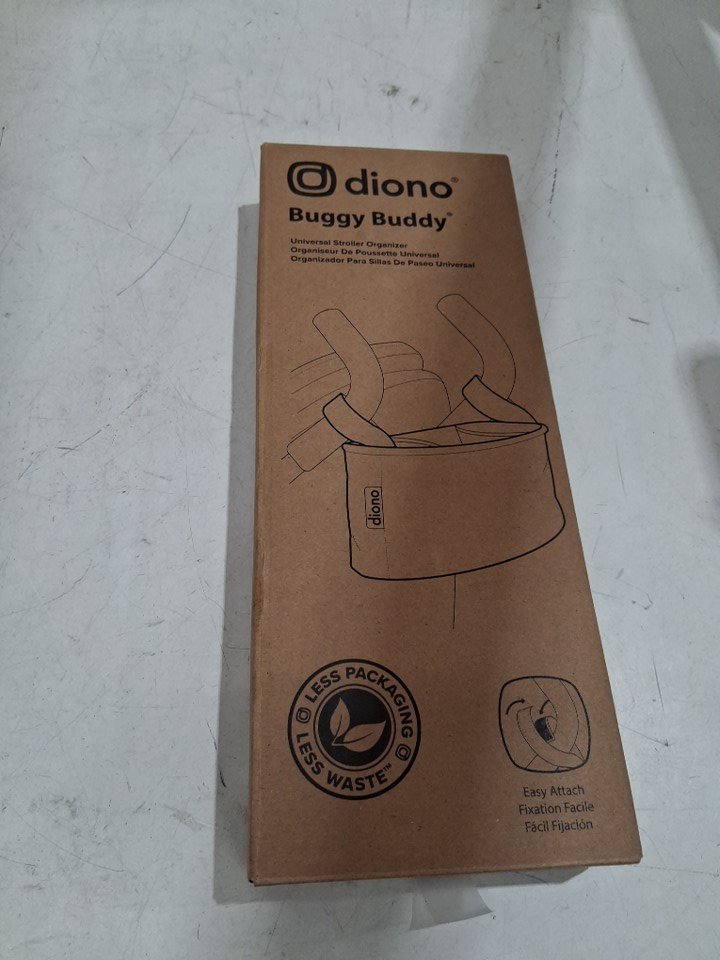 diono®
Buggy Buddy®
Universal Stroller Organizer
Organiseur De Poussette Universal
Organizador Para Sillas De Paseo Universal
diono
LESS PACKAGING
LESS WASTE™
Easy Attach
Fixation Facile
Fácil Fijación